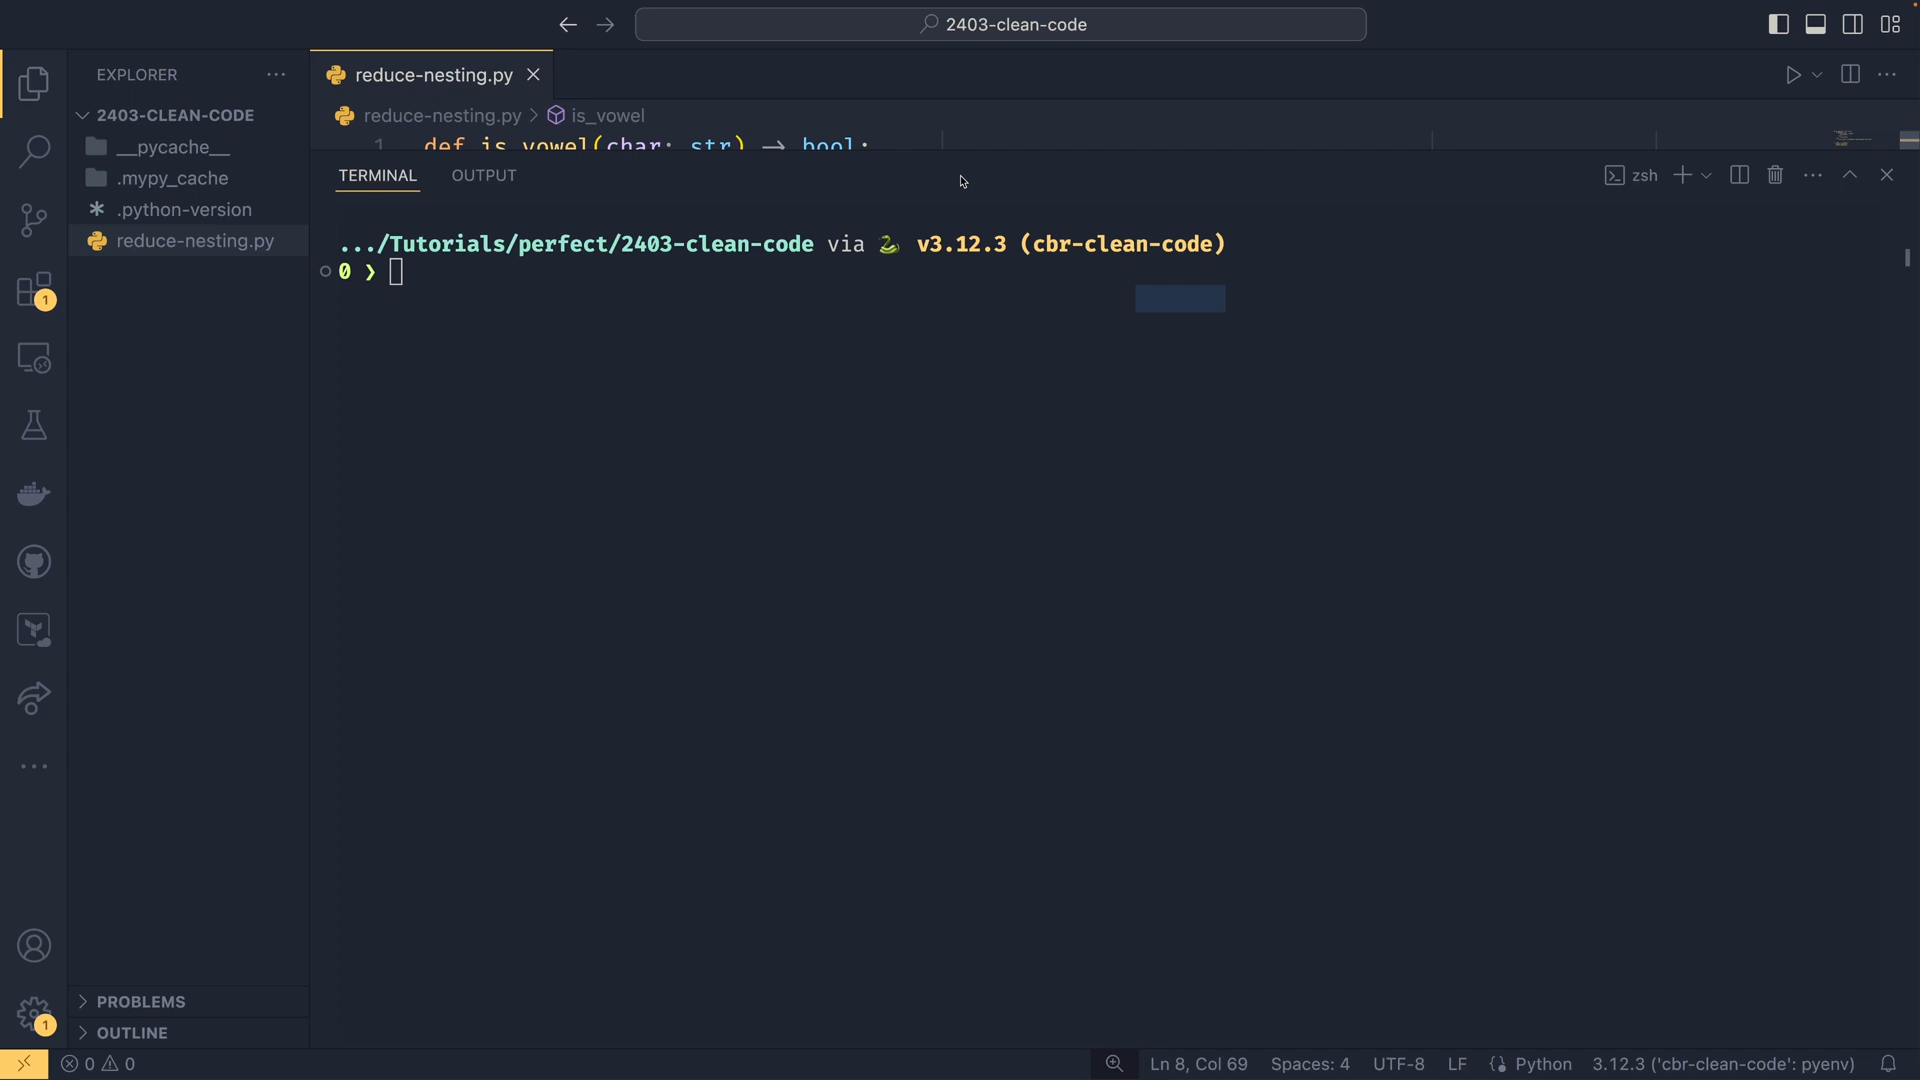 2403-clean-code
EXPLORER
reduce-nesting.py
2403-CLEAN-CODE
reduce-nesting.py > is_vowel
__pycache__
1 def is_vowel(char: str) → bool:
.mypy_cache
TERMINAL
OUTPUT
zsh
.python-version
reduce-nesting.py
.../Tutorials/perfect/2403-clean-code via 🐍 v3.12.3 (cbr-clean-code)
0 ❯
1
PROBLEMS
1
OUTLINE
0 0
Ln 8, Col 69
Spaces: 4
UTF-8
LF
Python
3.12.3 ('cbr-clean-code': pyenv)